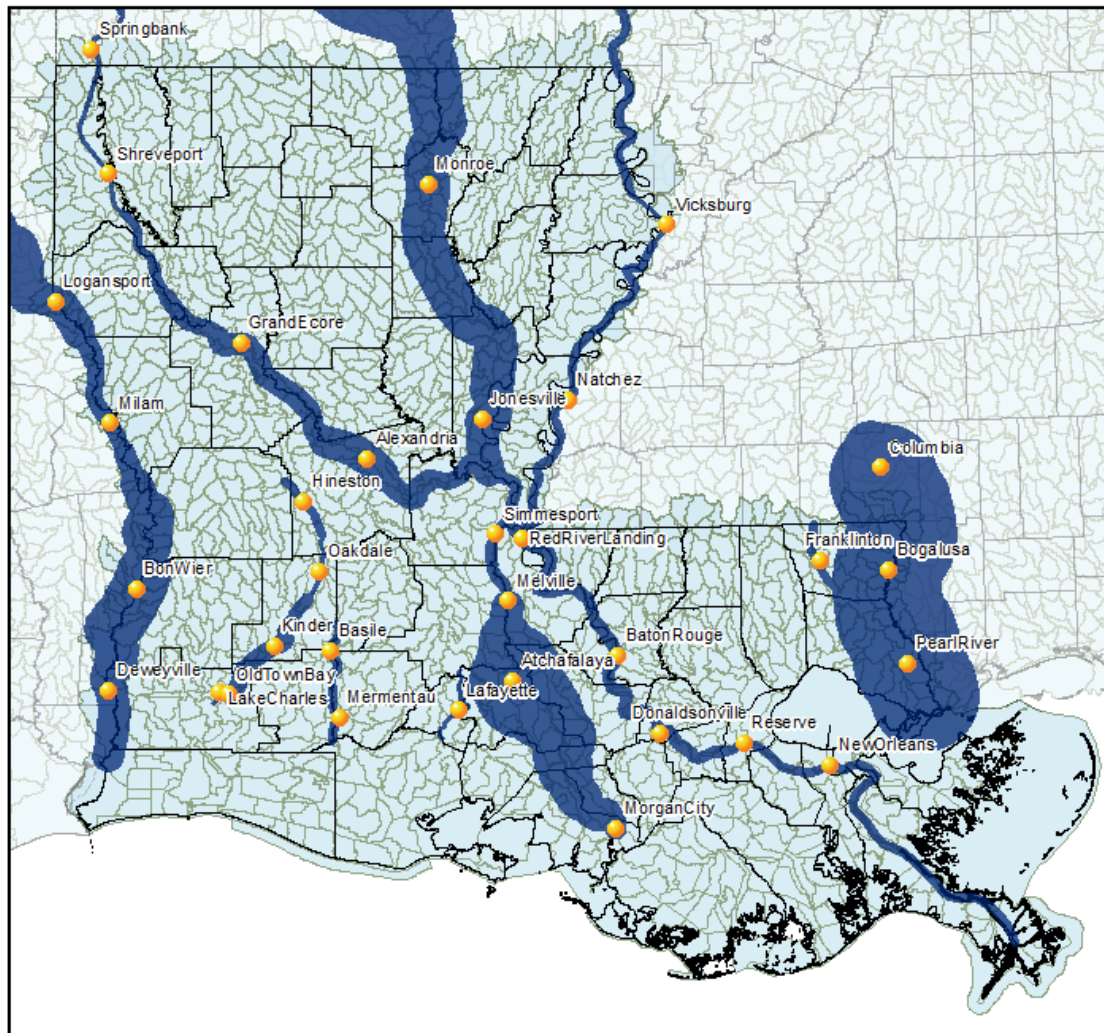 Springbank
Shreveport
Monroe
Vicksburg
Logansport
GrandEcore
Natchez
Jonesville
Milam
Alexandria
Columbia
Hineston
Simmesport
RedRiverLanding
Franklinton
Oakdale
Bogalusa
BonWier
Melville
Kinder
Basile
BatonRouge
PearlRiver
Atchafalaya
Deweyville
OldTownBay
LakeCharles
Lafayette
Mermentau
Donaldsonville
Reserve
NewOrleans
MorganCity